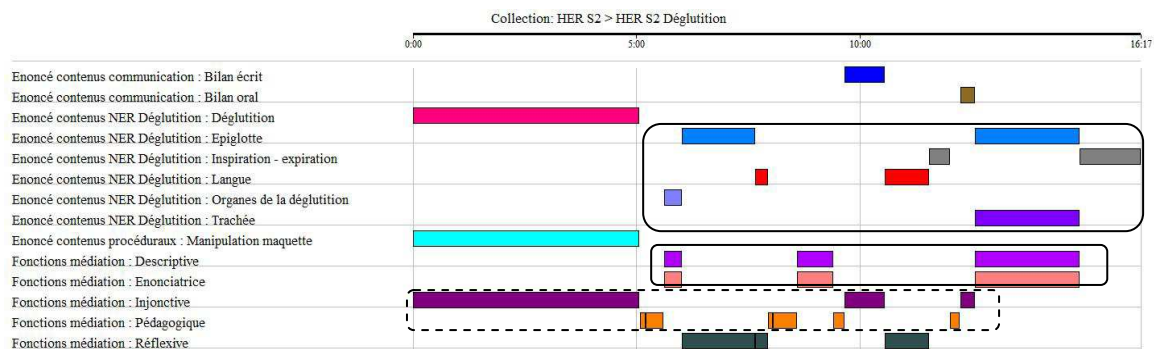 Collection: HER S2 > HER S2 Déglutition
0:00 5:00 10:00 16:17
Enoncé contenus communication : Bilan écrit
Enoncé contenus communication : Bilan oral
Enoncé contenus NER Déglutition : Déglutition
Enoncé contenus NER Déglutition : Epiglotte
Enoncé contenus NER Déglutition : Inspiration - expiration
Enoncé contenus NER Déglutition : Langue
Enoncé contenus NER Déglutition : Organes de la déglutition
Enoncé contenus NER Déglutition : Trachée
Enoncé contenus procéduraux : Manipulation maquette
Fonctions médiation : Descriptive
Fonctions médiation : Enonciatrice
Fonctions médiation : Injonctive
Fonctions médiation : Pédagogique
Fonctions médiation : Réflexive